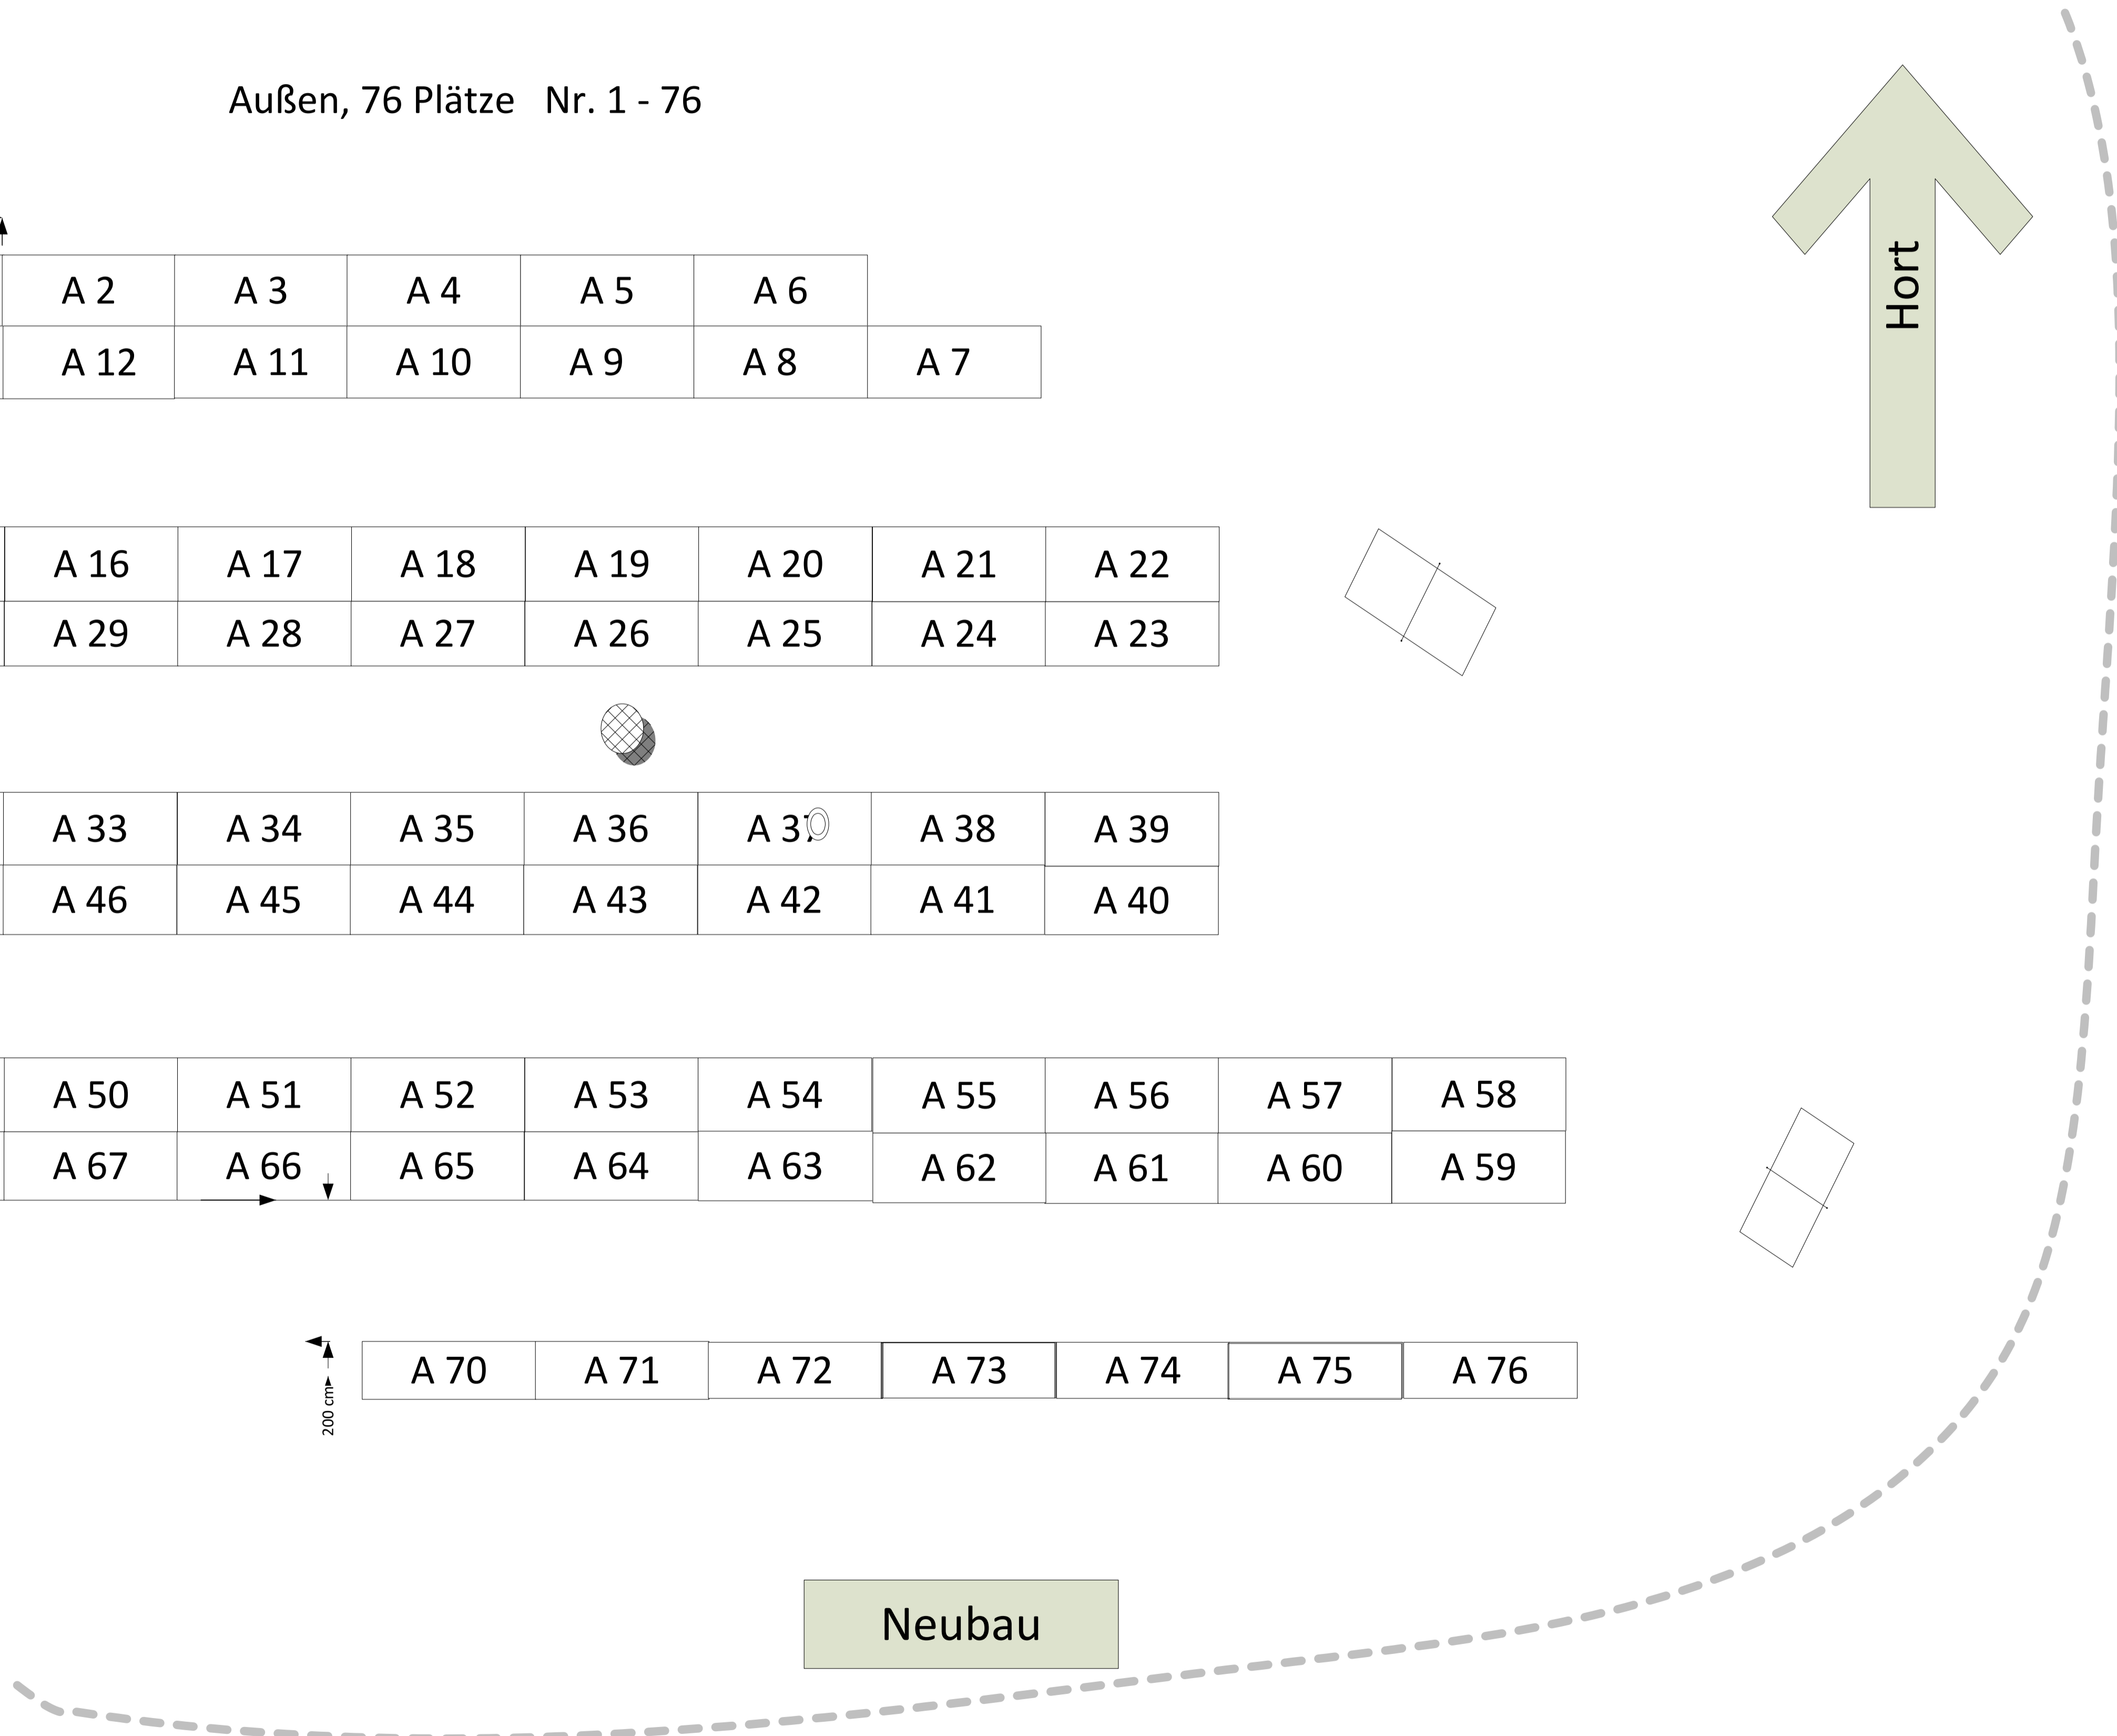 Außen, 76 Plätze Nr. 1 - 76
Hort
A 2 A 3 A 4 A 5 A 6
A 12 A 11 A 10 A 9 A 8 A 7
A 16 A 17 A 18 A 19 A 20 A 21 A 22
A 29 A 28 A 27 A 26 A 25 A 24 A 23
A 33 A 34 A 35 A 36 A 37 A 38 A 39
A 46 A 45 A 44 A 43 A 42 A 41 A 40
A 50 A 51 A 52 A 53 A 54 A 55 A 56 A 57 A 58
A 67 A 66 A 65 A 64 A 63 A 62 A 61 A 60 A 59
A 70 A 71 A 72 A 73 A 74 A 75 A 76
200 cm
Neubau